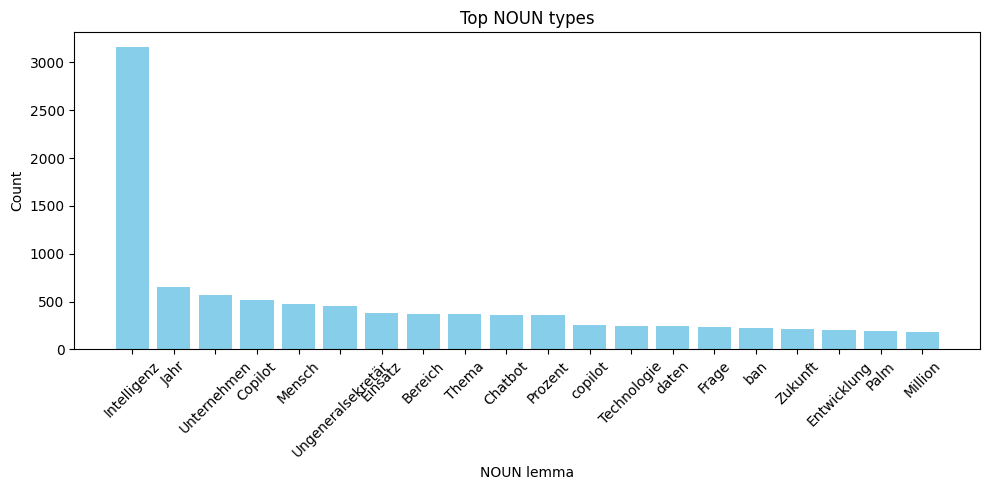 Top NOUN types
Count
3000
2500
2000
1500
1000
500
0
Intelligenz
Jahr
Unternehmen
Copilot
Mensch
Ungeneralsekretär
Einsatz
Bereich
Thema
Chatbot
Prozent
copilot
Technologie
daten
Frage
ban
Zukunft
Entwicklung
Palm
Million
NOUN lemma